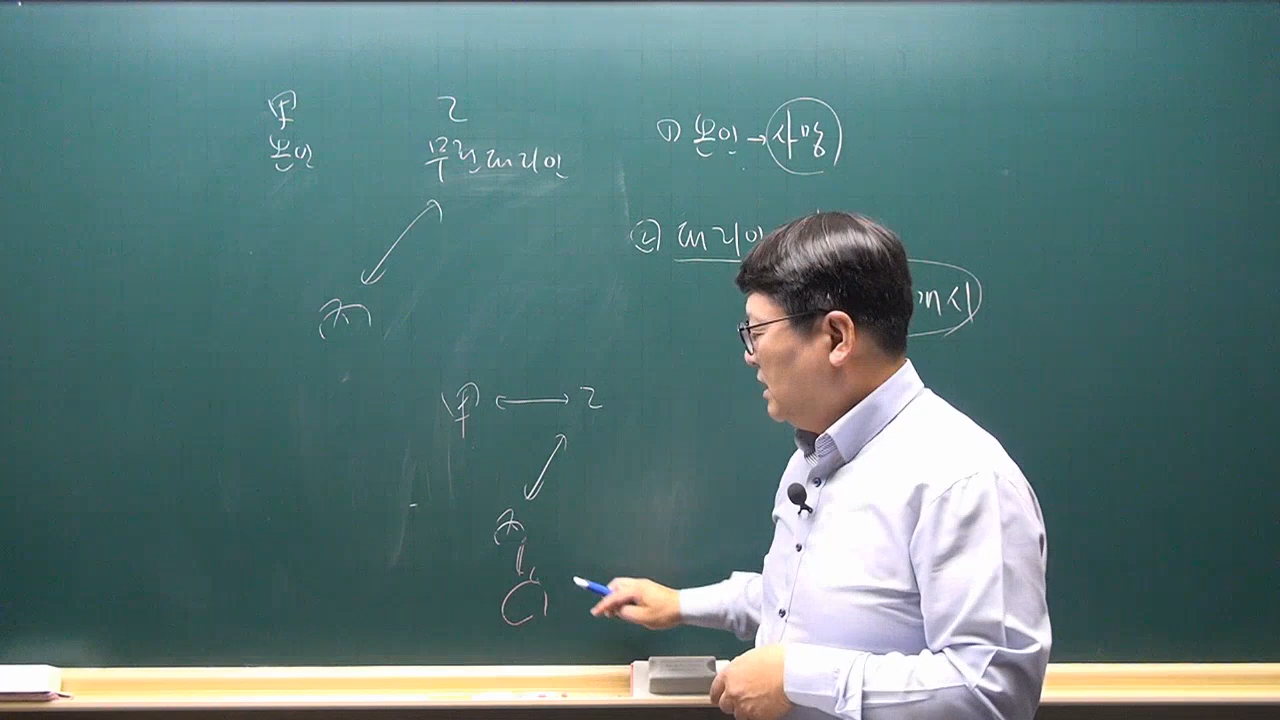 甲 乙
본인 무권대리인
丙
① 본인 → 사망
② 대리인
개시
甲 ↔ 乙
丙